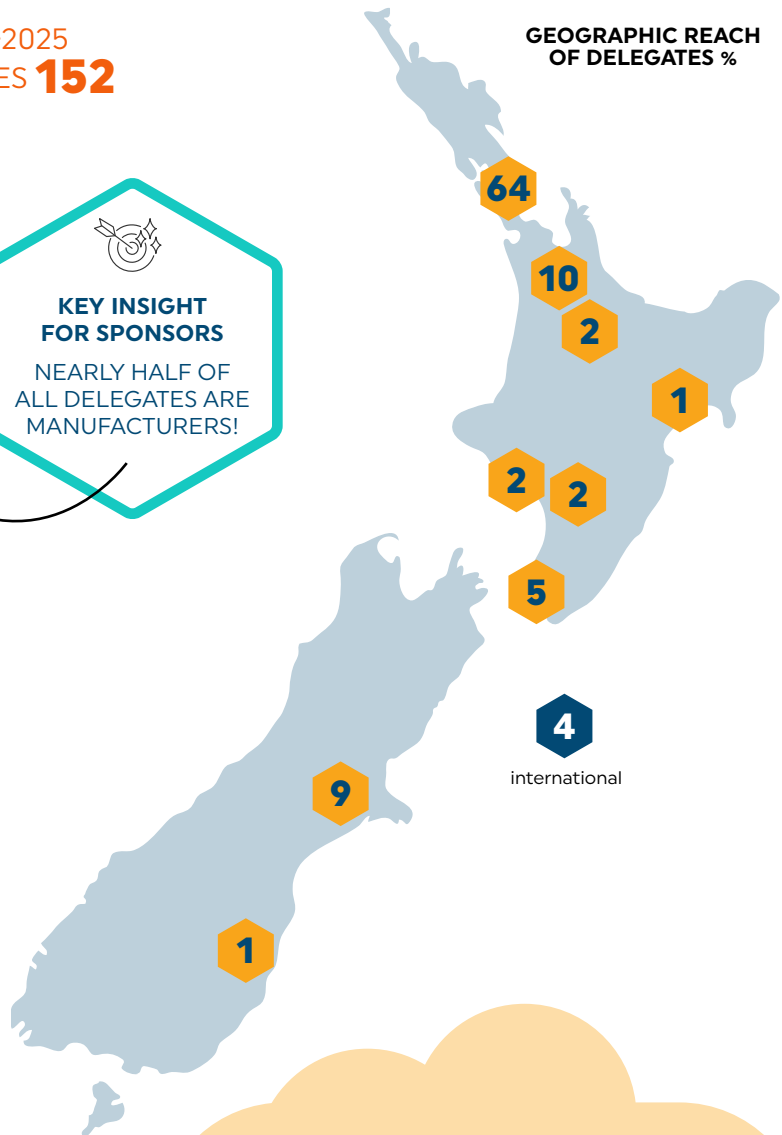 2025
ES 152
GEOGRAPHIC REACH
OF DELEGATES %
KEY INSIGHT
FOR SPONSORS
NEARLY HALF OF
ALL DELEGATES ARE
MANUFACTURERS!
64
10
2
1
2
2
5
4
international
9
1